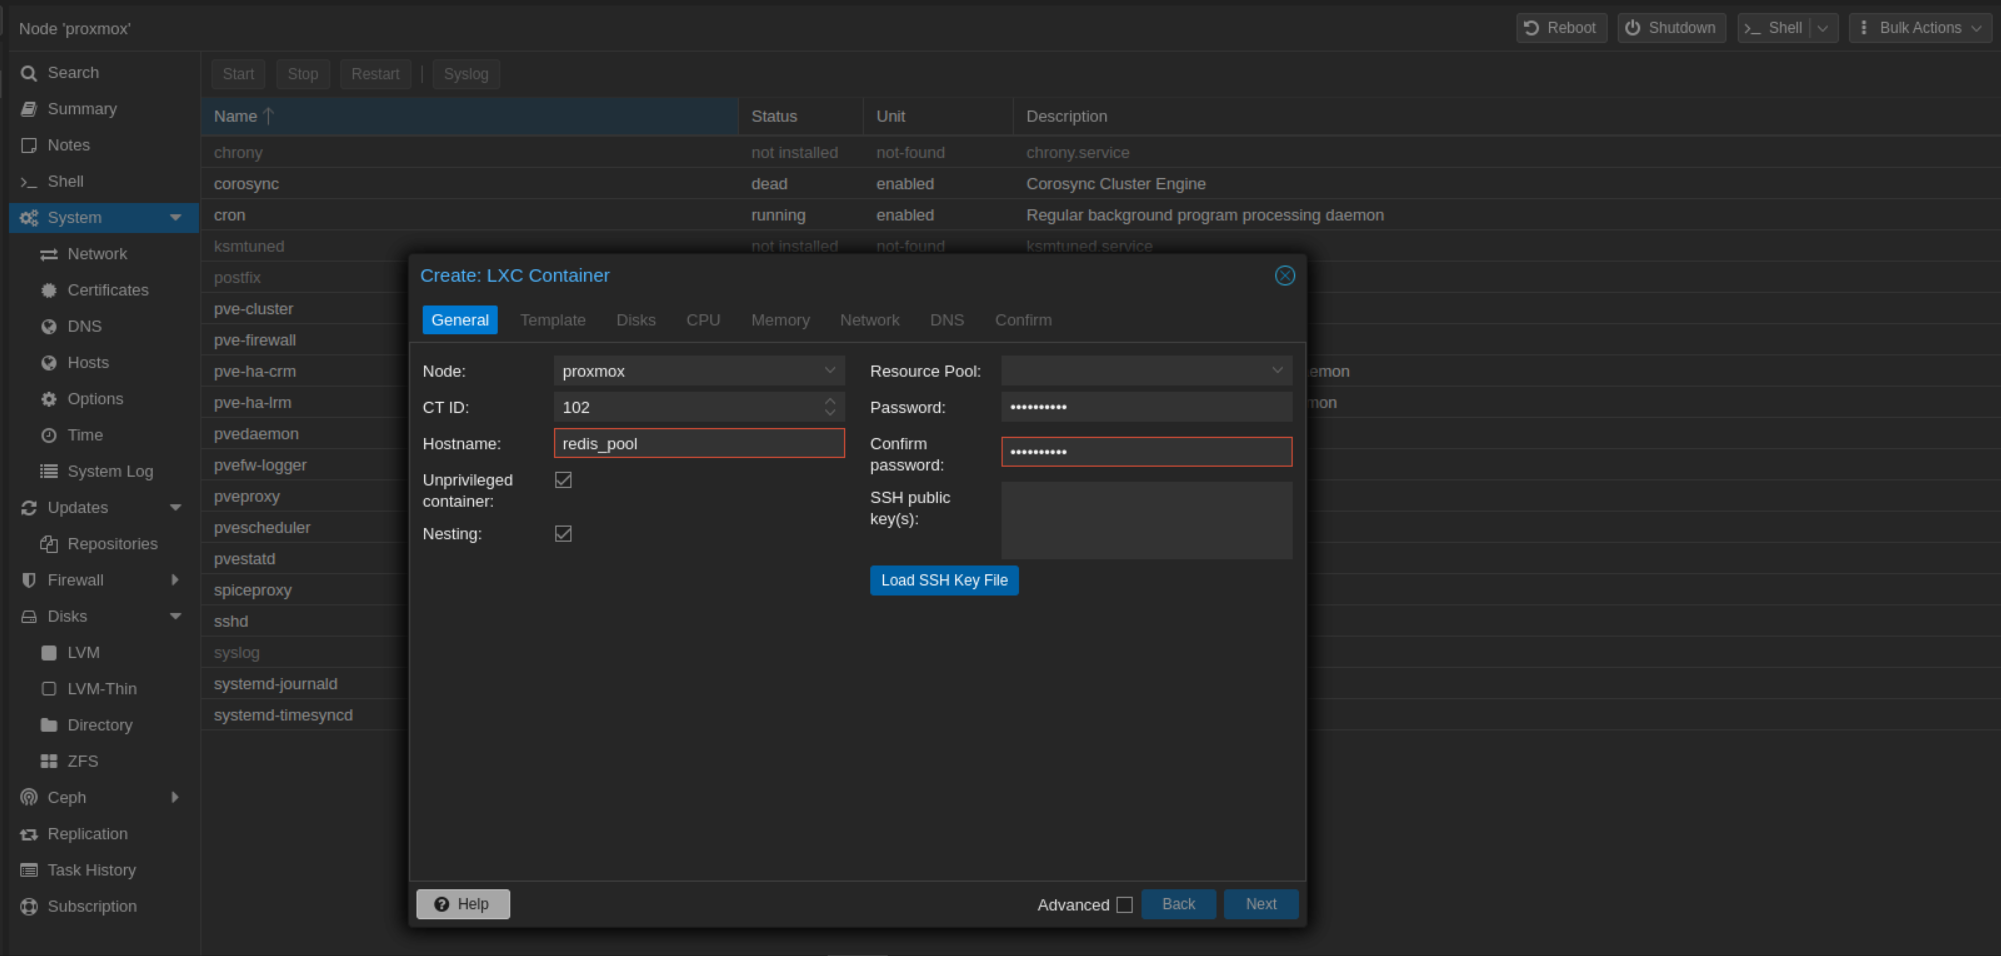 Node 'proxmox'
Reboot
Shutdown
Shell
Bulk Actions
Search
Summary
Notes
Shell
System
Network
Certificates
DNS
Hosts
Options
Time
System Log
Updates
Repositories
Firewall
Disks
LVM
LVM-Thin
Directory
ZFS
Ceph
Replication
Task History
Subscription
Start Stop Restart | Syslog
Name Status Unit Description
chrony not installed not-found chrony.service
corosync dead enabled Corosync Cluster Engine
cron running enabled Regular background program processing daemon
ksmtuned not installed not-found ksmtuned.service
postfix
pve-cluster
pve-firewall
pve-ha-crm emon
pve-ha-lrm mon
pvedaemon
pvefw-logger
pveproxy
pvescheduler
pvestatd
spiceproxy
sshd
syslog
systemd-journald
systemd-timesyncd
Create: LXC Container
General Template Disks CPU Memory Network DNS Confirm
Node: proxmox
CT ID: 102
Hostname: redis_pool
Unprivileged
container:
Nesting:
Resource Pool:
Password: ••••••••••
Confirm
password: ••••••••••
SSH public
key(s):
Load SSH Key File
Help
Advanced
Back
Next